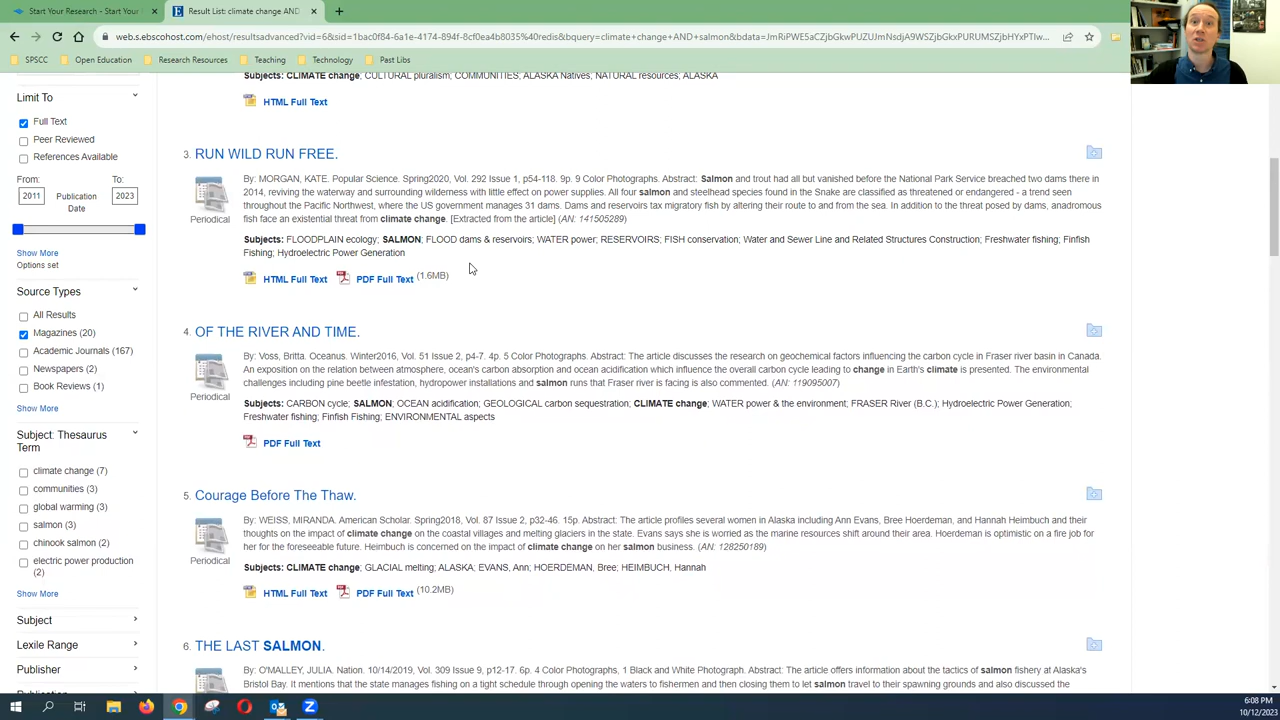 Start Your Research - Start Your
Result List: climate change AND
web.s.ebscohost.com/ehost/resultsadvanced?vid=6&sid=1bac0f84-6a1e-4174-894f-8cf0ea4b8035%40redis&bquery=climate+change+AND+salmon&bdata=
SPSCC
Open Education
Research Resources
Teaching
Technology
Past Libs
Limit To
Full Text
Peer Reviewed
References Available
From:
To:
2011
Publication Date
2023
Show More
Options set
Source Types
All Results
Magazines (20)
Academic Journals (167)
Newspapers (2)
Book Reviews (1)
Show More
Subject: Thesaurus
Term
climate change (7)
communities (3)
global warming (3)
salmon (3)
chinook salmon (2)
electric power production
(2)
Show More
Subject
Lexile Range
Publisher
Subjects: CLIMATE change; CULTURAL pluralism; COMMUNITIES; ALASKA Natives; NATURAL resources; ALASKA
HTML Full Text
3. RUN WILD RUN FREE.
Periodical
By: MORGAN, KATE. Popular Science. Spring2020, Vol. 292 Issue 1, p54-118. 9p. 9 Color Photographs. Abstract: Salmon and trout had all but vanished before the National Park Service breached two dams there in
2014, reviving the waterway and surrounding wilderness with little effect on power supplies. All four salmon and steelhead species found in the Snake are classified as threatened or endangered - a trend seen
throughout the Pacific Northwest, where the US government manages 31 dams. Dams and reservoirs tax migratory fish by altering their route to and from the sea. In addition to the threat posed by dams, anadromous
fish face an existential threat from climate change. [Extracted from the article] (AN: 141505289)
Subjects: FLOODPLAIN ecology; SALMON; FLOOD dams & reservoirs; WATER power; RESERVOIRS; FISH conservation; Water and Sewer Line and Related Structures Construction; Freshwater fishing; Finfish
Fishing; Hydroelectric Power Generation
HTML Full Text PDF Full Text (1.6MB)
4. OF THE RIVER AND TIME.
Periodical
By: Voss, Britta. Oceanus. Winter2016, Vol. 51 Issue 2, p4-7. 4p. 5 Color Photographs. Abstract: The article discusses the research on geochemical factors influencing the carbon cycle in Fraser river basin in Canada.
An exposition on the relation between atmosphere, ocean's carbon absorption and ocean acidification which influence the overall carbon cycle leading to change in Earth's climate is presented. The environmental
challenges including pine beetle infestation, hydropower installations and salmon runs that Fraser river is facing is also commented. (AN: 119095007)
Subjects: CARBON cycle; SALMON; OCEAN acidification; GEOLOGICAL carbon sequestration; CLIMATE change; WATER power & the environment; FRASER River (B.C.); Hydroelectric Power Generation;
Freshwater fishing; Finfish Fishing; ENVIRONMENTAL aspects
PDF Full Text
5. Courage Before The Thaw.
Periodical
By: WEISS, MIRANDA. American Scholar. Spring2018, Vol. 87 Issue 2, p32-46. 15p. Abstract: The article profiles several women in Alaska including Ann Evans, Bree Hoerdeman, and Hannah Heimbuch and their
thoughts on the impact of climate change on the coastal villages and melting glaciers in the state. Evans says she is worried as the marine resources shift around their area. Hoerdeman is optimistic on a fire job for
her for the foreseeable future. Heimbuch is concerned on the impact of climate change on her salmon business. (AN: 128250189)
Subjects: CLIMATE change; GLACIAL melting; ALASKA; EVANS, Ann; HOERDEMAN, Bree; HEIMBUCH, Hannah
HTML Full Text PDF Full Text (10.2MB)
6. THE LAST SALMON.
By: O'MALLEY, JULIA. Nation. 10/14/2019, Vol. 309 Issue 9, p12-17. 6p. 4 Color Photographs, 1 Black and White Photograph. Abstract: The article offers information about the tactics of salmon fishery at Alaska's
Bristol Bay. It mentions that the state manages fishing on a tight schedule through opening the waters to fishermen and then closing them to let salmon travel to their spawning grounds and also discussed the
6:08 PM
10/12/2023